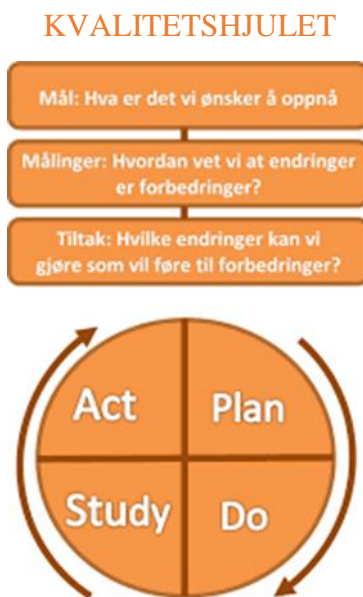 KVALITETSHJULET
Mål: Hva er det vi ønsker å oppnå
Målinger: Hvordan vet vi at endringer
er forbedringer?
Tiltak: Hvilke endringer kan vi
gjøre som vil føre til forbedringer?
Act Plan
Study Do